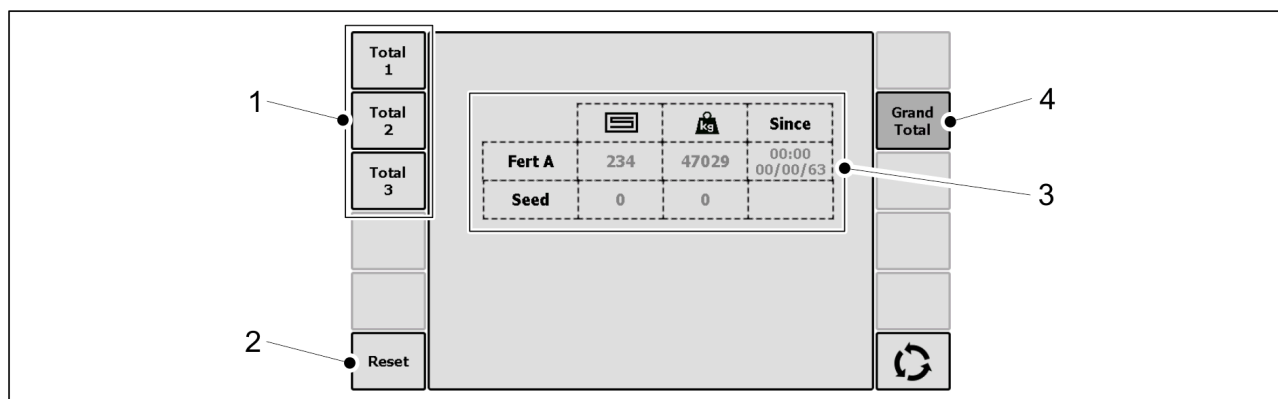 Total
1
1
Total
2
Total
3
2
Reset
kg Since
Fert A 234 47029 00:00
00/00/63
Seed 0 0
3
Grand
Total
4